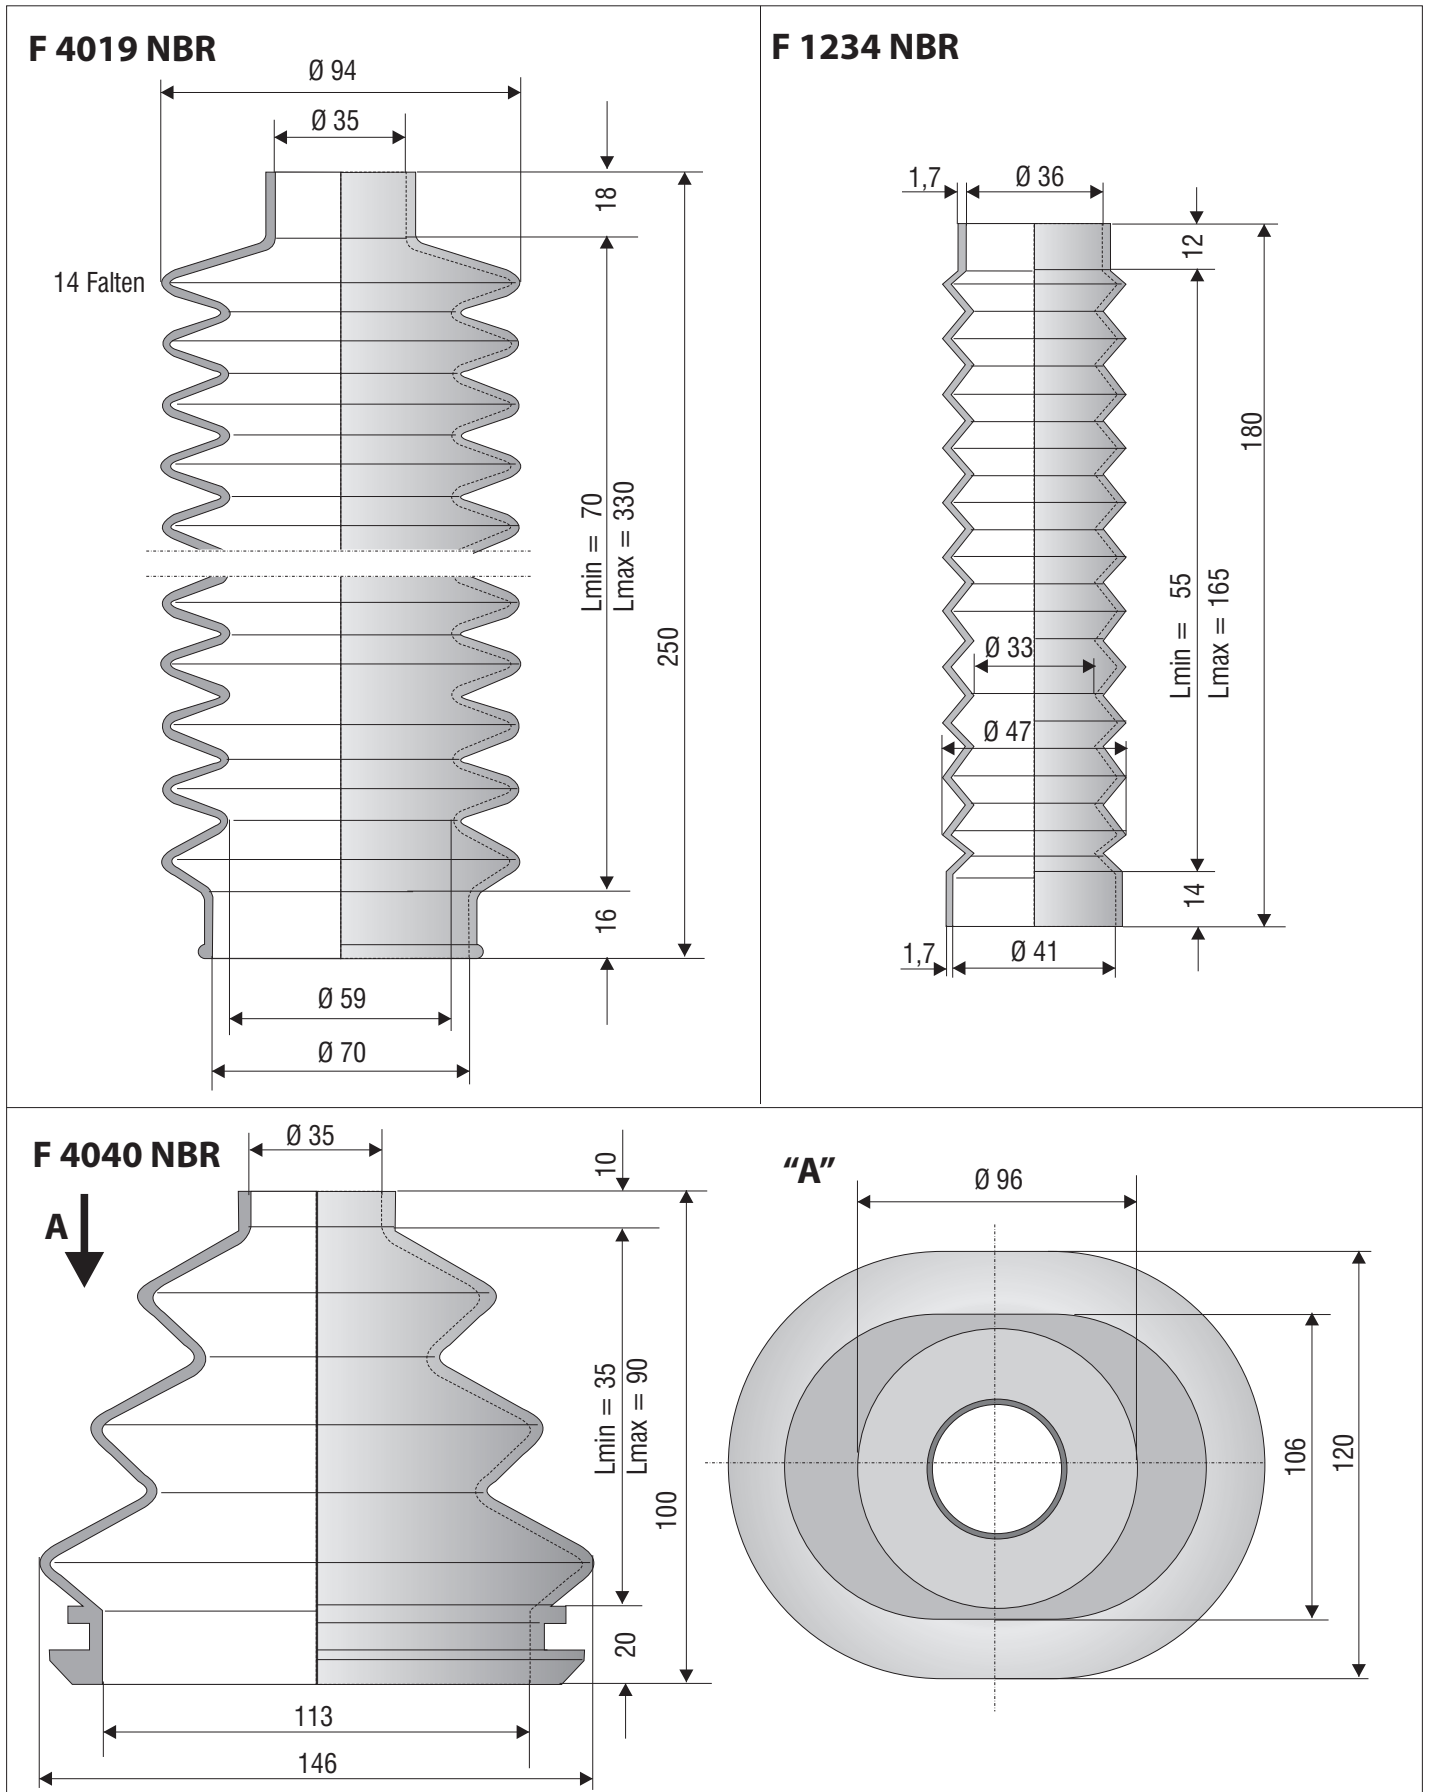 F 4019 NBR
Ø 94
Ø 35
18
14 Falten
Lmin = 70
Lmax = 330
250
16
Ø 59
Ø 70
F 1234 NBR
1,7
Ø 36
12
180
Ø 33
Lmin = 55
Lmax = 165
Ø 47
14
1,7
Ø 41
F 4040 NBR
Ø 35
10
A
Lmin = 35
Lmax = 90
100
20
113
146
“A”
Ø 96
106
120